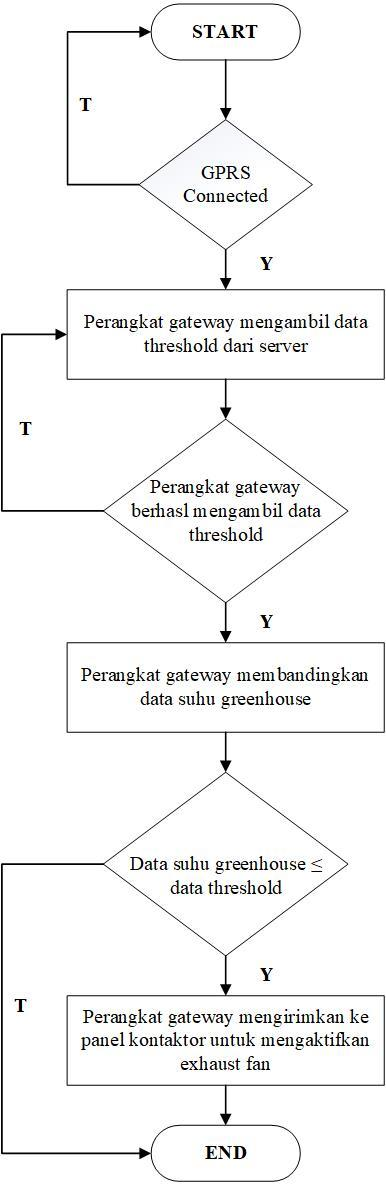 START
T
GPRS
Connected
Y
Perangkat gateway mengambil data
threshold dari server
T
Perangkat gateway
berhasl mengambil data
threshold
Y
Perangkat gateway membandingkan
data suhu greenhouse
Data suhu greenhouse ≤
data threshold
Y
T
Perangkat gateway mengirimkan ke
panel kontaktor untuk mengaktifkan
exhaust fan
END